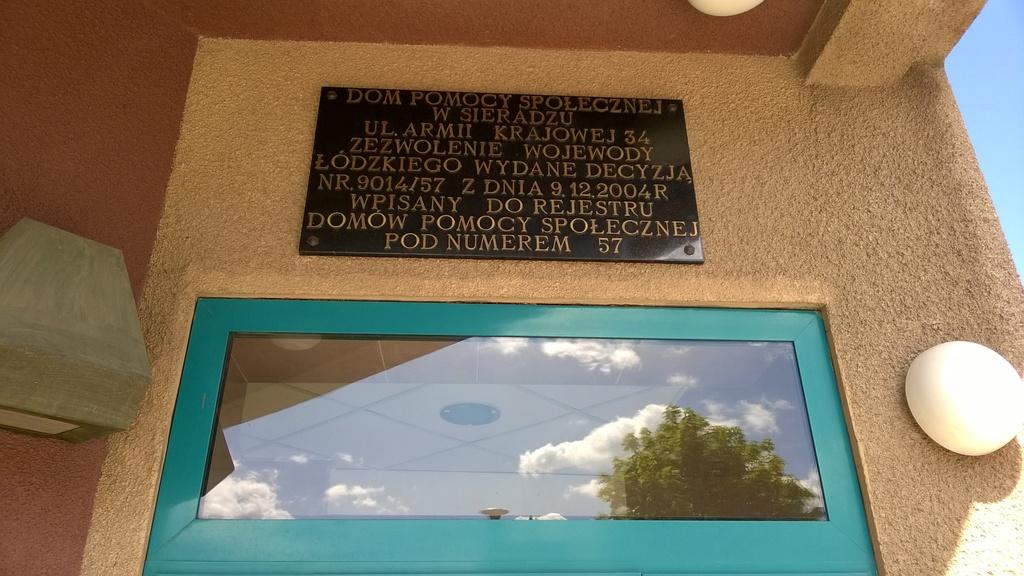 DOM POMOCY SPOŁECZNEJ
W SIERADZU
UL. ARMII KRAJOWEJ 34
ZEZWOLENIE WOJEWODY
ŁÓDZKIEGO WYDANE DECYZJĄ
NR. 9014/57 Z DNIA 9.12.2004R
WPISANY DO REJESTRU
DOMÓW POMOCY SPOŁECZNEJ
POD NUMEREM 57